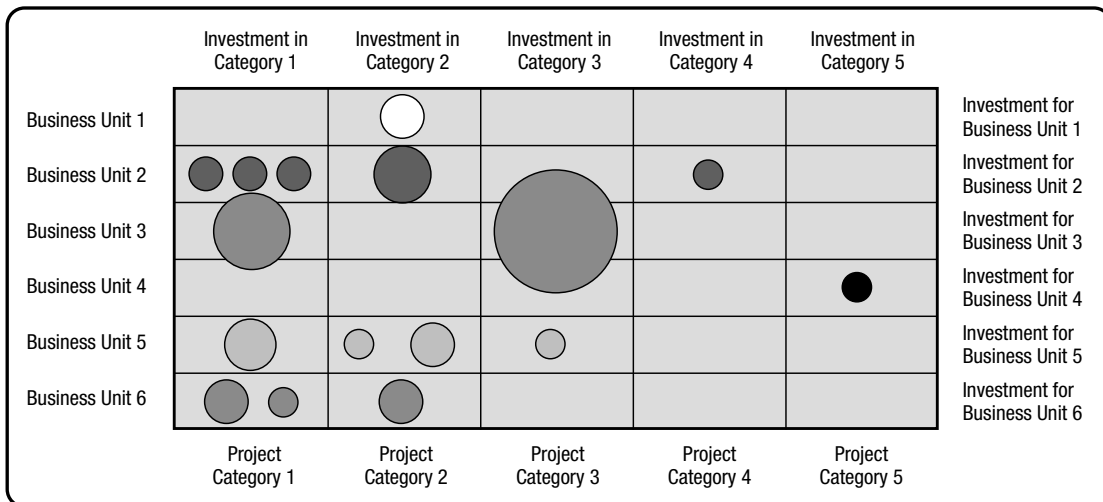 Investment in
Category 1
Investment in
Category 2
Investment in
Category 3
Investment in
Category 4
Investment in
Category 5
Business Unit 1
Investment for
Business Unit 1
Business Unit 2
Investment for
Business Unit 2
Business Unit 3
Investment for
Business Unit 3
Business Unit 4
Investment for
Business Unit 4
Business Unit 5
Investment for
Business Unit 5
Business Unit 6
Investment for
Business Unit 6
Project
Category 1
Project
Category 2
Project
Category 3
Project
Category 4
Project
Category 5